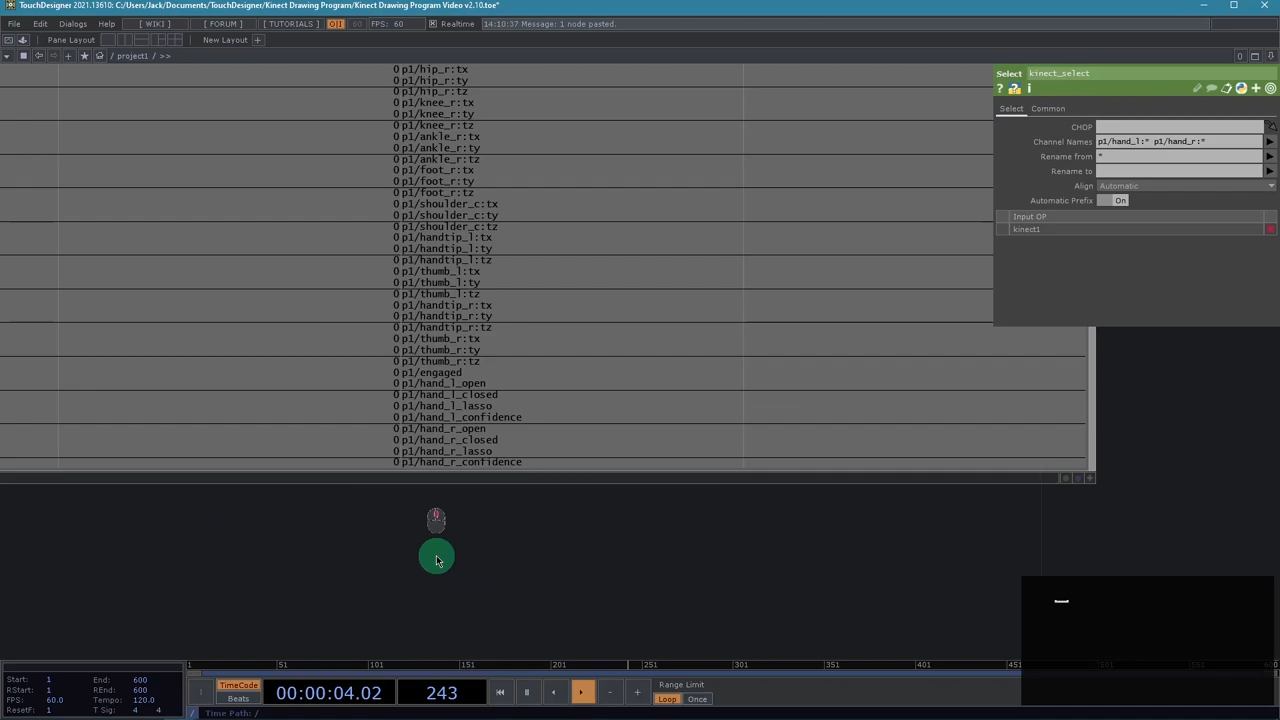 TouchDesigner 2021.13610: C:/Users/Jack/Documents/TouchDesigner/Kinect Drawing Program/Kinect Drawing Program Video v2.10.toe*
File Edit Dialogs Help [ WIKI ] [ FORUM ] [ TUTORIALS ] O|I 60 FPS: 60 Realtime 14:10:37 Message: 1 node pasted.
Pane Layout New Layout +
/ project1 / >> 0
0 p1/hip_r:tx
0 p1/hip_r:ty
0 p1/hip_r:tz
0 p1/knee_r:tx
0 p1/knee_r:ty
0 p1/knee_r:tz
0 p1/ankle_r:tx
0 p1/ankle_r:ty
0 p1/ankle_r:tz
0 p1/foot_r:tx
0 p1/foot_r:ty
0 p1/foot_r:tz
0 p1/shoulder_c:tx
0 p1/shoulder_c:ty
0 p1/shoulder_c:tz
0 p1/handtip_l:tx
0 p1/handtip_l:ty
0 p1/handtip_l:tz
0 p1/thumb_l:tx
0 p1/thumb_l:ty
0 p1/thumb_l:tz
0 p1/handtip_r:tx
0 p1/handtip_r:ty
0 p1/handtip_r:tz
0 p1/thumb_r:tx
0 p1/thumb_r:ty
0 p1/thumb_r:tz
0 p1/engaged
0 p1/hand_l_open
0 p1/hand_l_closed
0 p1/hand_l_lasso
0 p1/hand_l_confidence
0 p1/hand_r_open
0 p1/hand_r_closed
0 p1/hand_r_lasso
0 p1/hand_r_confidence
Select kinect_select
? ? i
Select Common
CHOP
Channel Names p1/hand_l:* p1/hand_r:*
Rename from *
Rename to
Align Automatic
Automatic Prefix On
Input OP
kinect1
1 51 101 151 201 251 301 351 401 451
Start: 1 End: 600
RStart: 1 REnd: 600
FPS: 60.0 Tempo: 120.0
ResetF: 1 T Sig: 4 4
TimeCode
Beats
00:00:04.02 243
Range Limit
Loop Once
/ Time Path: /